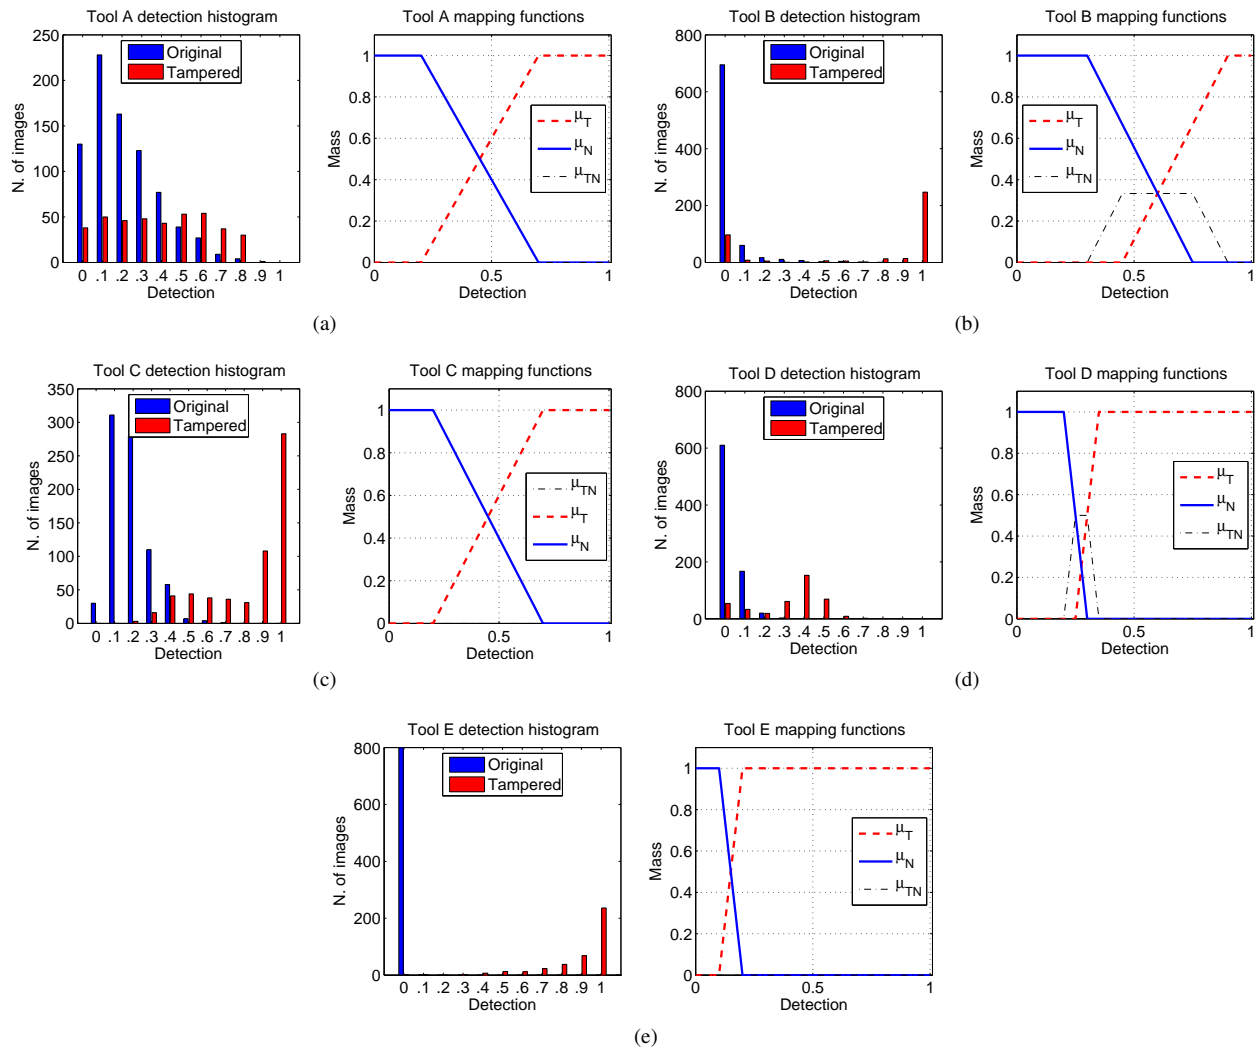 Tool A detection histogram
N. of images
250
200
150
100
50
0
Original
Tampered
0 .1 .2 .3 .4 .5 .6 .7 .8 .9 1
Detection
Tool A mapping functions
Mass
1
0.8
0.6
0.4
0.2
0
μT
μN
0 0.5 1
Detection
(a)
Tool B detection histogram
N. of images
800
600
400
200
0
Original
Tampered
0 .1 .2 .3 .4 .5 .6 .7 .8 .9 1
Detection
Tool B mapping functions
Mass
1
0.8
0.6
0.4
0.2
0
μT
μN
μTN
0 0.5 1
Detection
(b)
Tool C detection histogram
N. of images
350
300
250
200
150
100
50
0
Original
Tampered
0 .1 .2 .3 .4 .5 .6 .7 .8 .9 1
Detection
Tool C mapping functions
Mass
1
0.8
0.6
0.4
0.2
0
μTN
μT
μN
0 0.5 1
Detection
(c)
Tool D detection histogram
N. of images
800
600
400
200
0
Original
Tampered
0 .1 .2 .3 .4 .5 .6 .7 .8 .9 1
Detection
Tool D mapping functions
Mass
1
0.8
0.6
0.4
0.2
0
μT
μN
μTN
0 0.5 1
Detection
(d)
Tool E detection histogram
N. of images
800
600
400
200
0
Original
Tampered
0 .1 .2 .3 .4 .5 .6 .7 .8 .9 1
Detection
Tool E mapping functions
Mass
1
0.8
0.6
0.4
0.2
0
μT
μN
μTN
0 0.5 1
Detection
(e)